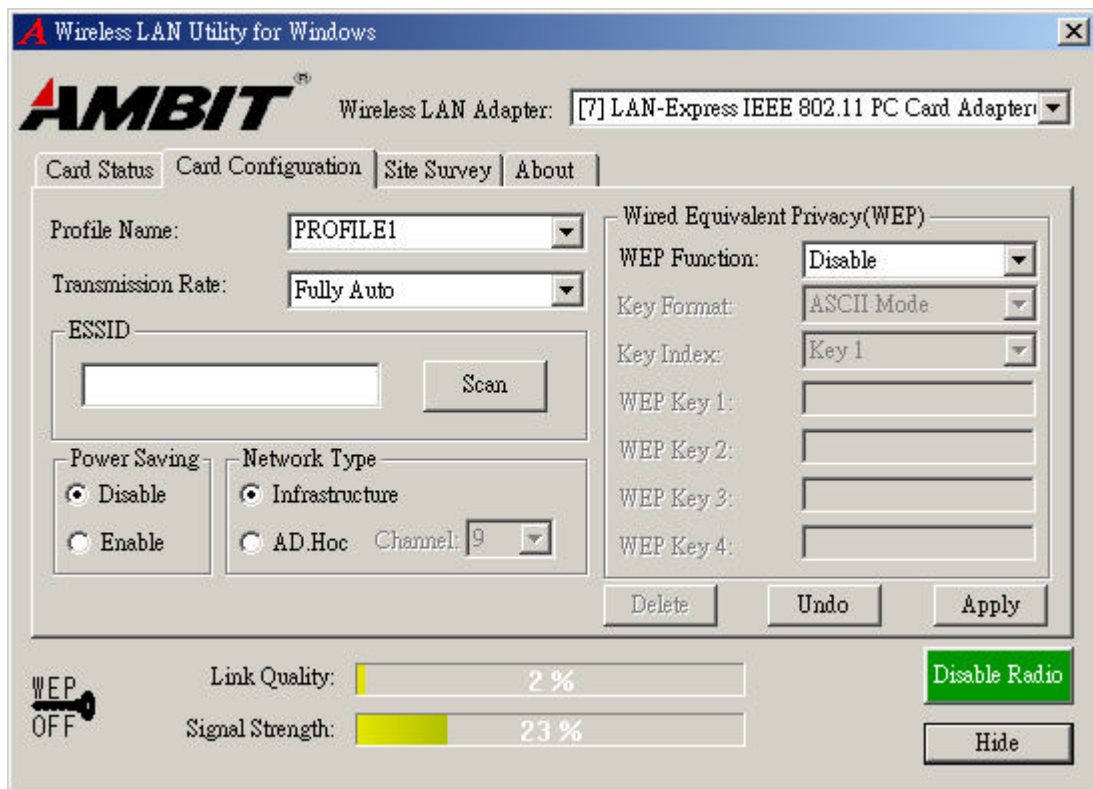 Wireless LAN Utility for Windows
AMBIT®
Wireless LAN Adapter: [7] LAN-Express IEEE 802.11 PC Card Adapter
Card Status Card Configuration Site Survey About
Profile Name: PROFILE1
Transmission Rate: Fully Auto
ESSID
Scan
Power Saving
Disable
Enable
Network Type
Infrastructure
AD.Hoc Channel: 9
Wired Equivalent Privacy(WEP)
WEP Function: Disable
Key Format: ASCII Mode
Key Index: Key 1
WEP Key 1:
WEP Key 2:
WEP Key 3:
WEP Key 4:
Delete Undo Apply
WEP
OFF
Link Quality: 2 %
Signal Strength: 23 %
Disable Radio
Hide